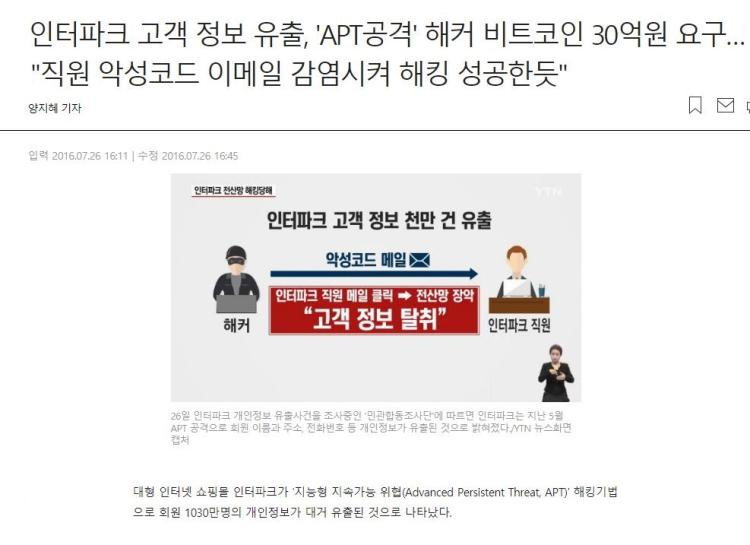 인터파크 고객 정보 유출, 'APT공격' 해커 비트코인 30억원 요구...
"직원 악성코드 이메일 감염시켜 해킹 성공한듯"
양지혜 기자
입력 2016.07.26 16:11 | 수정 2016.07.26 16:45
인터파크 전산망 해킹당해
YTN
인터파크 고객 정보 천만 건 유출
악성코드 메일
인터파크 직원 메일 클릭 ➡ 전산망 장악
“고객 정보 탈취”
해커
인터파크 직원
26일 인터파크 개인정보 유출사건을 조사중인 '민관합동조사단'에 따르면 인터파크는 지난 5월
APT 공격으로 회원 이름과 주소, 전화번호 등 개인정보가 유출된 것으로 밝혀졌다./YTN 뉴스화면
캡처
대형 인터넷 쇼핑몰 인터파크가 '지능형 지속가능 위협(Advanced Persistent Threat, APT)' 해킹기법
으로 회원 1030만명의 개인정보가 대거 유출된 것으로 나타났다.